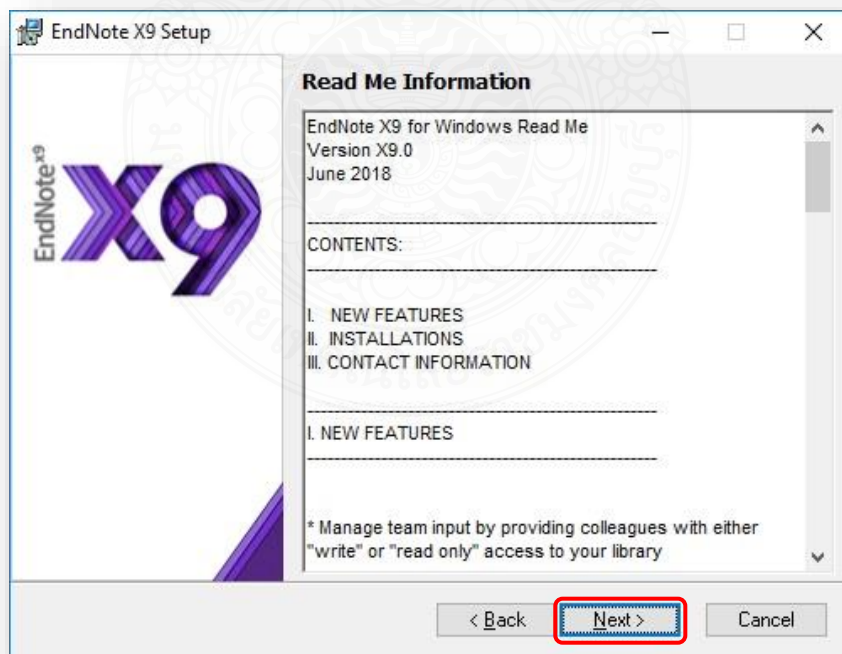 EndNote X9 Setup
EndNote x9
X9
Read Me Information
EndNote X9 for Windows Read Me
Version X9.0
June 2018
------------------------------------------------------------
CONTENTS:
------------------------------------------------------------
I. NEW FEATURES
II. INSTALLATIONS
III. CONTACT INFORMATION
------------------------------------------------------------
I. NEW FEATURES
------------------------------------------------------------
* Manage team input by providing colleagues with either
"write" or "read only" access to your library
< Back Next > Cancel